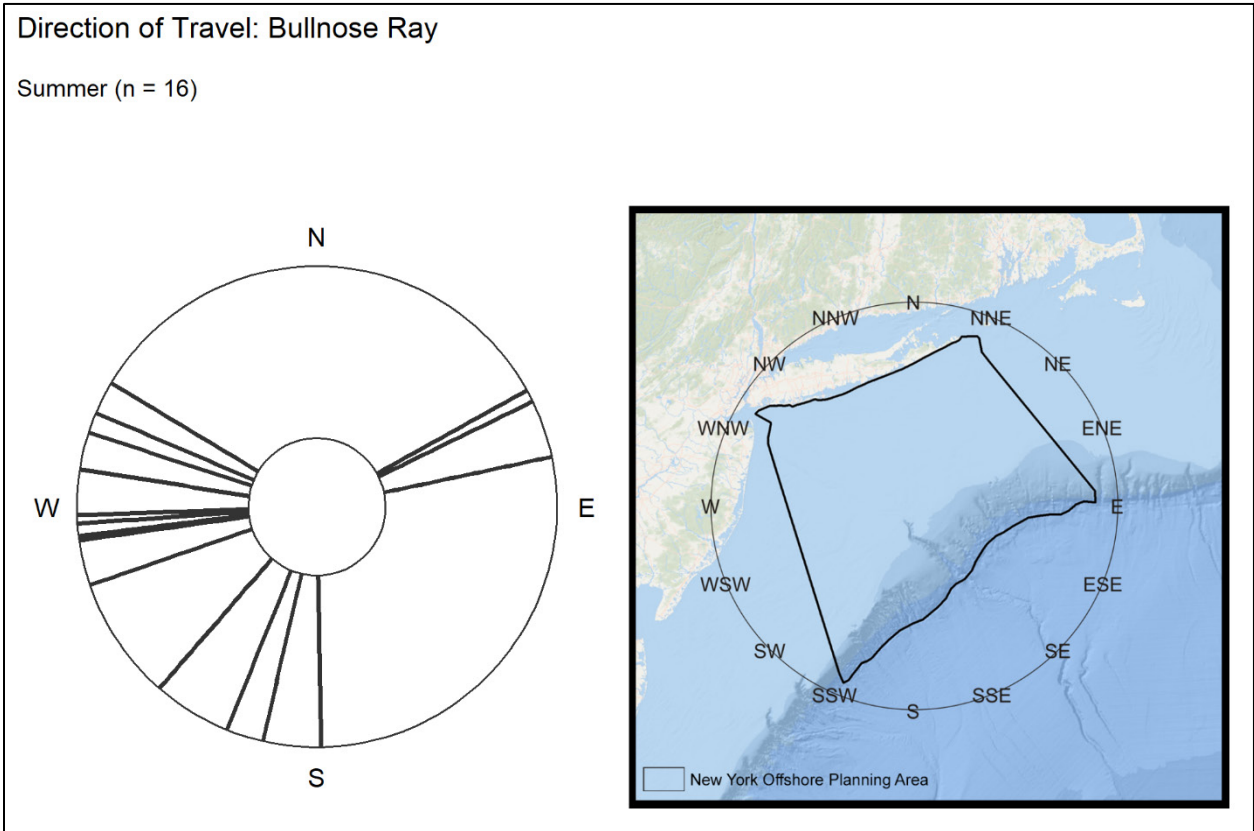 Direction of Travel: Bullnose Ray
Summer (n = 16)
N
W
E
S
N
NNW
NNE
NW
NE
WNW
ENE
W
E
WSW
ESE
SW
SE
SSW
SSE
S
New York Offshore Planning Area